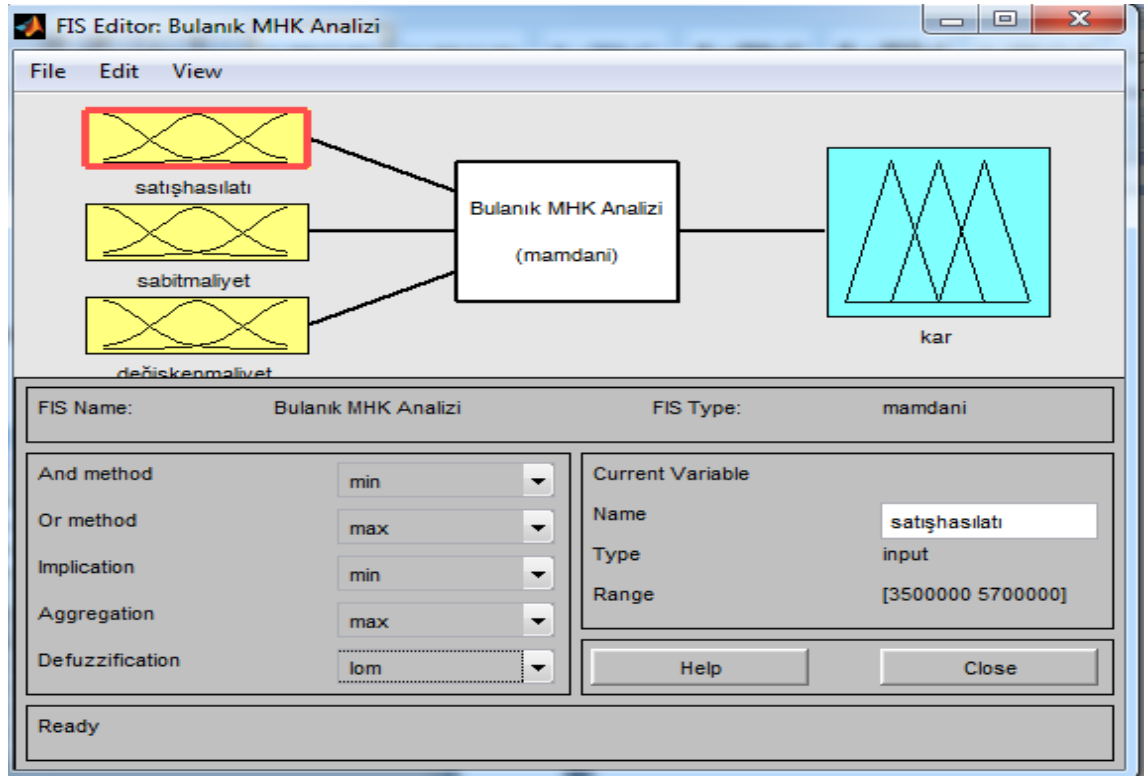 FIS Editor: Bulanık MHK Analizi
File Edit View
satışhasılatı
sabitmaliyet
değişkenmaliyet
Bulanık MHK Analizi
(mamdani)
kar
FIS Name: Bulanık MHK Analizi FIS Type: mamdani
And method min
Or method max
Implication min
Aggregation max
Defuzzification lom
Current Variable
Name satışhasılatı
Type input
Range [3500000 5700000]
Help Close
Ready